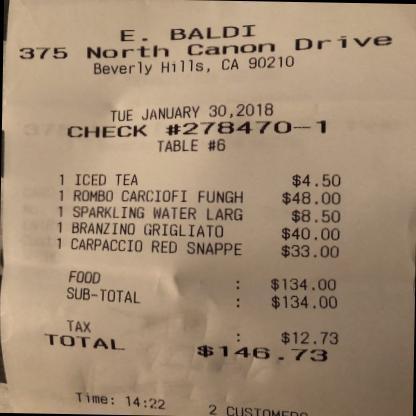 E. BALDI
375 North Canon Drive
Beverly Hills, CA 90210
TUE JANUARY 30,2018
CHECK #278470-1
TABLE #6
1 ICED TEA $4.50
1 ROMBO CARCIOFI FUNGH $48.00
1 SPARKLING WATER LARG $8.50
1 BRANZINO GRIGLIATO $40.00
1 CARPACCIO RED SNAPPE $33.00
FOOD : $134.00
SUB-TOTAL : $134.00
TAX : $12.73
TOTAL $146.73
Time: 14:22 2 CUSTOMERS